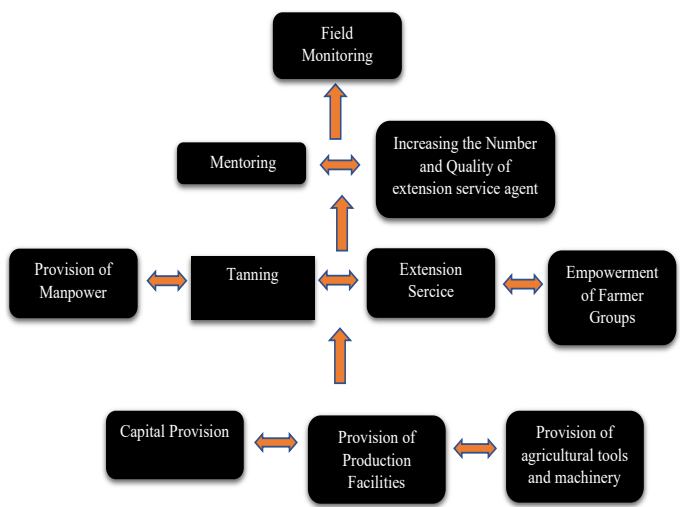 Field
Monitoring
Mentoring
Increasing the Number
and Quality of
extension service agent
Provision of
Manpower
Tanning
Extension
Sercice
Empowerment
of Farmer
Groups
Capital Provision
Provision of
Production
Facilities
Provision of
agricultural tools
and machinery